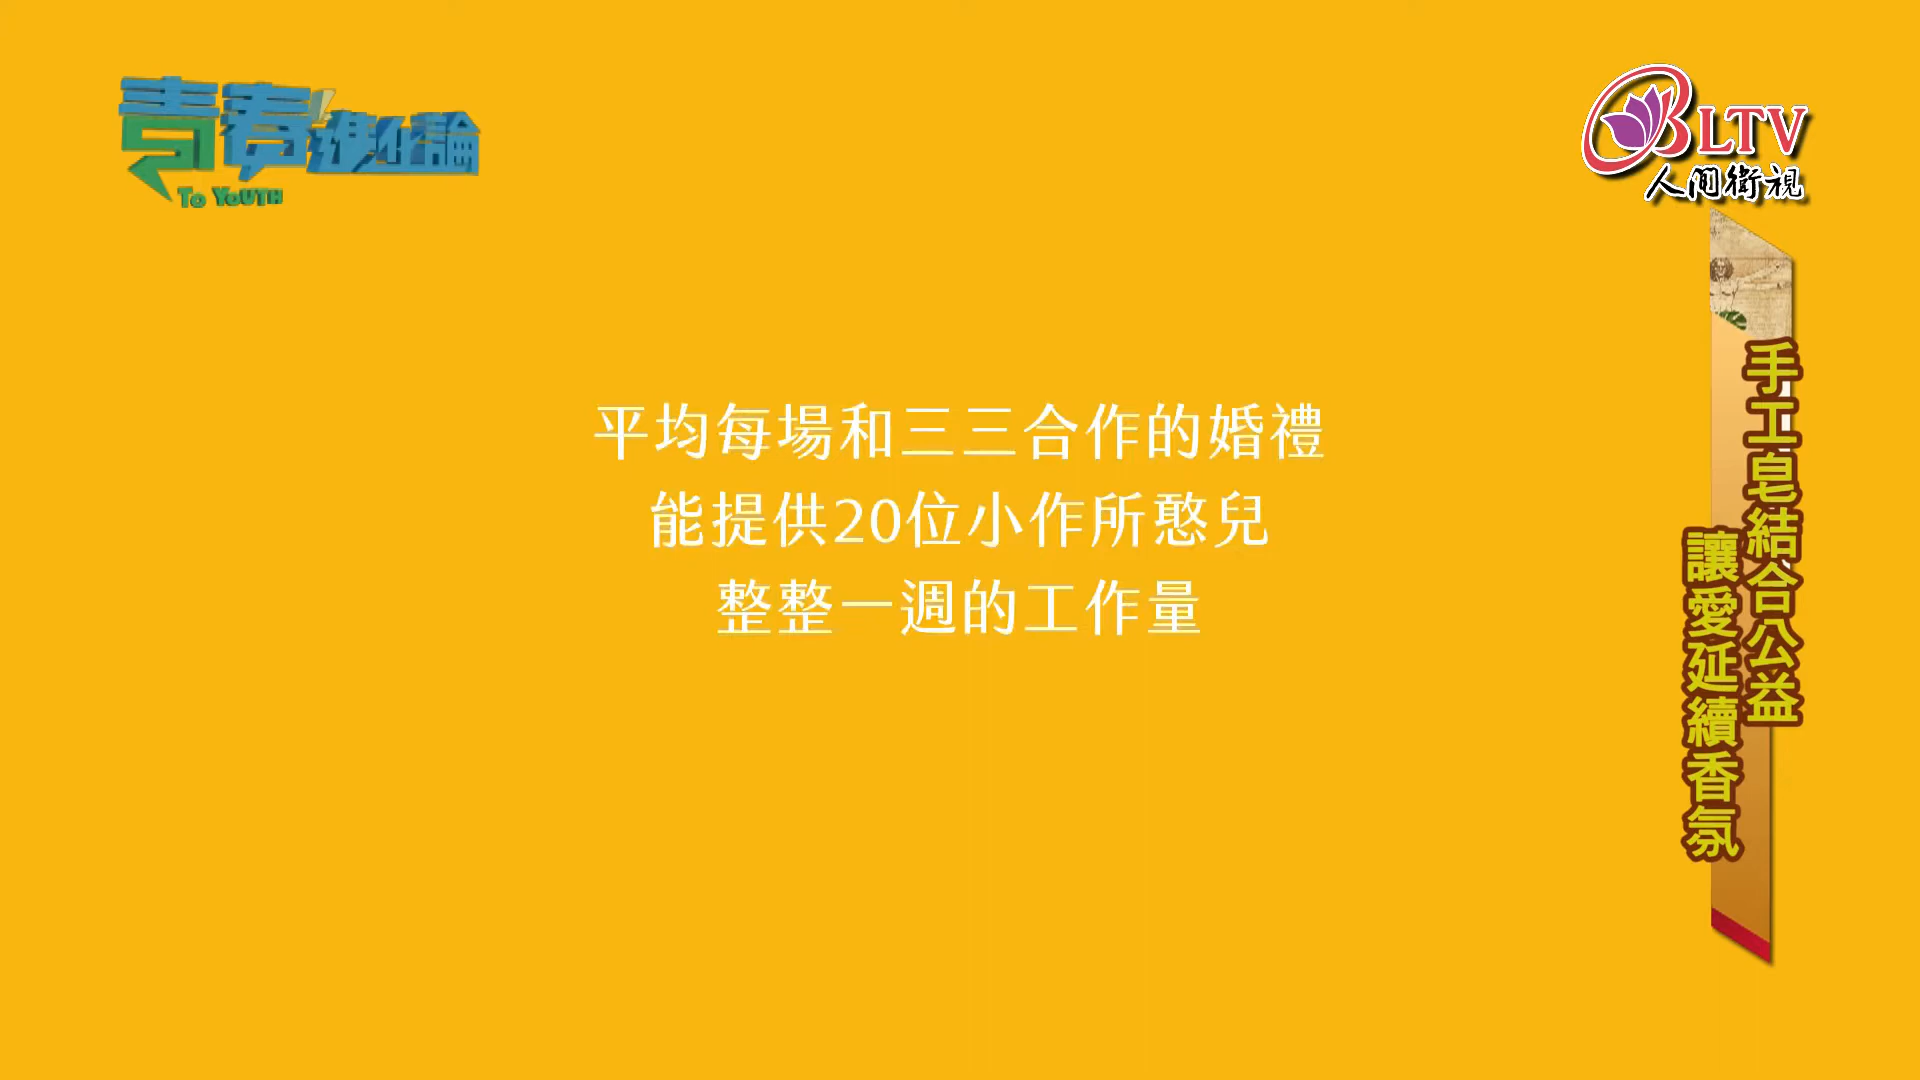 青春進化論
To YoUTH
BLTV
人間衛視
平均每場和三三合作的婚禮
能提供20位小作所憨兒
整整一週的工作量
手工皂結合公益
讓愛延續香氛